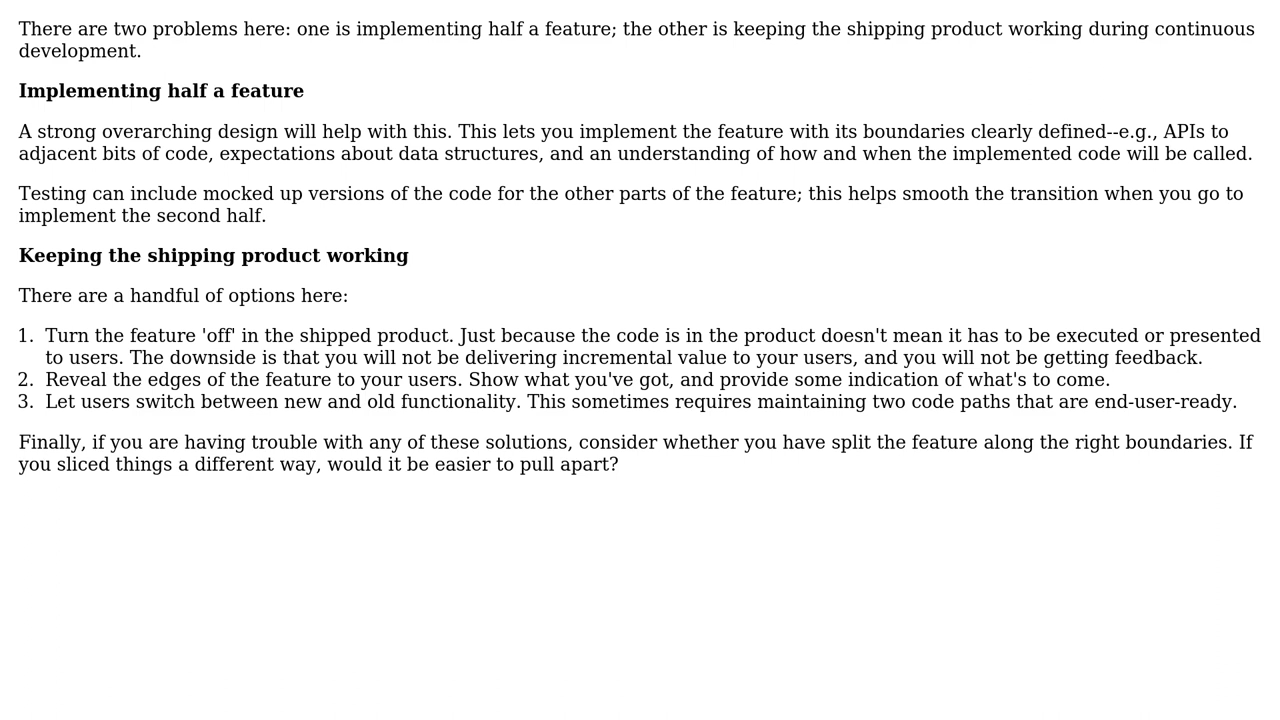 There are two problems here: one is implementing half a feature; the other is keeping the shipping product working during continuous
development.
Implementing half a feature
A strong overarching design will help with this. This lets you implement the feature with its boundaries clearly defined--e.g., APIs to
adjacent bits of code, expectations about data structures, and an understanding of how and when the implemented code will be called.
Testing can include mocked up versions of the code for the other parts of the feature; this helps smooth the transition when you go to
implement the second half.
Keeping the shipping product working
There are a handful of options here:
1. Turn the feature 'off' in the shipped product. Just because the code is in the product doesn't mean it has to be executed or presented
to users. The downside is that you will not be delivering incremental value to your users, and you will not be getting feedback.
2. Reveal the edges of the feature to your users. Show what you've got, and provide some indication of what's to come.
3. Let users switch between new and old functionality. This sometimes requires maintaining two code paths that are end-user-ready.
Finally, if you are having trouble with any of these solutions, consider whether you have split the feature along the right boundaries. If
you sliced things a different way, would it be easier to pull apart?